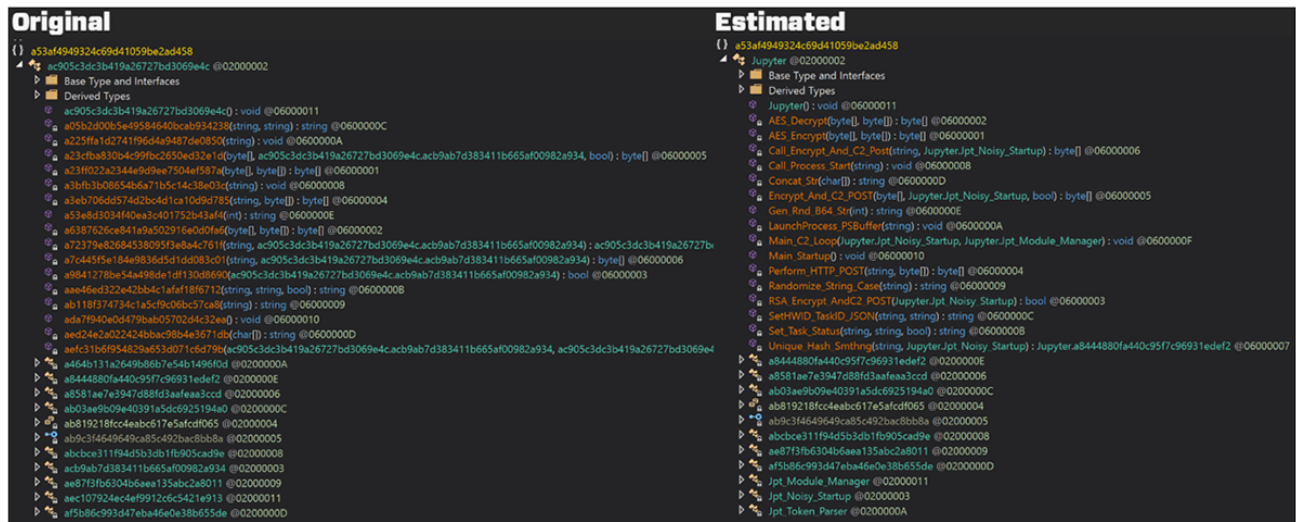 Original
{} a53af4949324c69d41059be2ad458
ac905c3dc3b419a26727bd3069e4c @02000002
Base Type and Interfaces
Derived Types
ac905c3dc3b419a26727bd3069e4c() : void @06000011
a05b2d00b5e49584640bcab934238(string, string) : string @0600000C
a225ffa1d2741f96d4a9487de0850(string) : void @0600000A
a23cfba830b4c99fbc2650ed32e1d(byte[], ac905c3dc3b419a26727bd3069e4c.acb9ab7d383411b665af00982a934, bool) : byte[] @06000005
a23ff022a2344e9d9ee7504ef587a(byte[], byte[]) : byte[] @06000001
a3bfb3b08654b6a71b5c14c38e03c(string) : void @06000008
a3eb706dd574d2bc4d1ca10d9d785(string, byte[]) : byte[] @06000004
a53e8d3034f40ea3c401752b43af4(int) : string @0600000E
a6387626ce841a9a502916e0d0fa6(byte[], byte[]) : byte[] @06000002
a72379e82684538095f3e8a4c761f(string, ac905c3dc3b419a26727bd3069e4c.acb9ab7d383411b665af00982a934) : ac905c3dc3b419a26727b
a7c445f5e184e9836d5d1dd083c01(string, ac905c3dc3b419a26727bd3069e4c.acb9ab7d383411b665af00982a934) : byte[] @06000006
a9841278be54a498de1df130d8690(ac905c3dc3b419a26727bd3069e4c.acb9ab7d383411b665af00982a934) : bool @06000003
aae46ed322e42bb4c1afaf18f6712(string, string, bool) : string @0600000B
ab118f374734c1a5cf9c06bc57ca8(string) : string @06000009
ada7f940e0d479bab05702d4c32ea() : void @06000010
aed24e2a022424bbac98b4e3671db(char[]) : string @0600000D
aefc31b6f954829a653d071c6d79b(ac905c3dc3b419a26727bd3069e4c.acb9ab7d383411b665af00982a934, ac905c3dc3b419a26727bd3069e4
a464b131a2649b86b7e54b1496f0d @0200000A
a8444880fa440c95f7c96931edef2 @0200000E
a8581ae7e3947d88fd3aafeaa3ccd @02000006
ab03ae9b09e40391a5dc6925194a0 @0200000C
ab819218fcc4eabc617e5afcdf065 @02000004
ab9c3f4649649ca85c492bac8bb8a @02000005
abcbce311f94d5b3db1fb905cad9e @02000008
acb9ab7d383411b665af00982a934 @02000003
ae87f3fb6304b6aea135abc2a8011 @02000009
aec107924ec4ef9912c6c5421e913 @02000011
af5b86c993d47eba46e0e38b655de @0200000D
Estimated
{} a53af4949324c69d41059be2ad458
Jupyter @02000002
Base Type and Interfaces
Derived Types
Jupyter() : void @06000011
AES_Decrypt(byte[], byte[]) : byte[] @06000002
AES_Encrypt(byte[], byte[]) : byte[] @06000001
Call_Encrypt_And_C2_Post(string, Jupyter.Jpt_Noisy_Startup) : byte[] @06000006
Call_Process_Start(string) : void @06000008
Concat_Str(char[]) : string @0600000D
Encrypt_And_C2_POST(byte[], Jupyter.Jpt_Noisy_Startup, bool) : byte[] @06000005
Gen_Rnd_B64_Str(int) : string @0600000E
LaunchProcess_PSBuffer(string) : void @0600000A
Main_C2_Loop(Jupyter.Jpt_Noisy_Startup, Jupyter.Jpt_Module_Manager) : void @0600000F
Main_Startup() : void @06000010
Perform_HTTP_POST(string, byte[]) : byte[] @06000004
Randomize_String_Case(string) : string @06000009
RSA_Encrypt_AndC2_POST(Jupyter.Jpt_Noisy_Startup) : bool @06000003
SetHWID_TaskID_JSON(string, string) : string @0600000C
Set_Task_Status(string, string, bool) : string @0600000B
Unique_Hash_Smthng(string, Jupyter.Jpt_Noisy_Startup) : Jupyter.a8444880fa440c95f7c96931edef2 @06000007
a8444880fa440c95f7c96931edef2 @0200000E
a8581ae7e3947d88fd3aafeaa3ccd @02000006
ab03ae9b09e40391a5dc6925194a0 @0200000C
ab819218fcc4eabc617e5afcdf065 @02000004
ab9c3f4649649ca85c492bac8bb8a @02000005
abcbce311f94d5b3db1fb905cad9e @02000008
ae87f3fb6304b6aea135abc2a8011 @02000009
af5b86c993d47eba46e0e38b655de @0200000D
Jpt_Module_Manager @02000011
Jpt_Noisy_Startup @02000003
Jpt_Token_Parser @0200000A